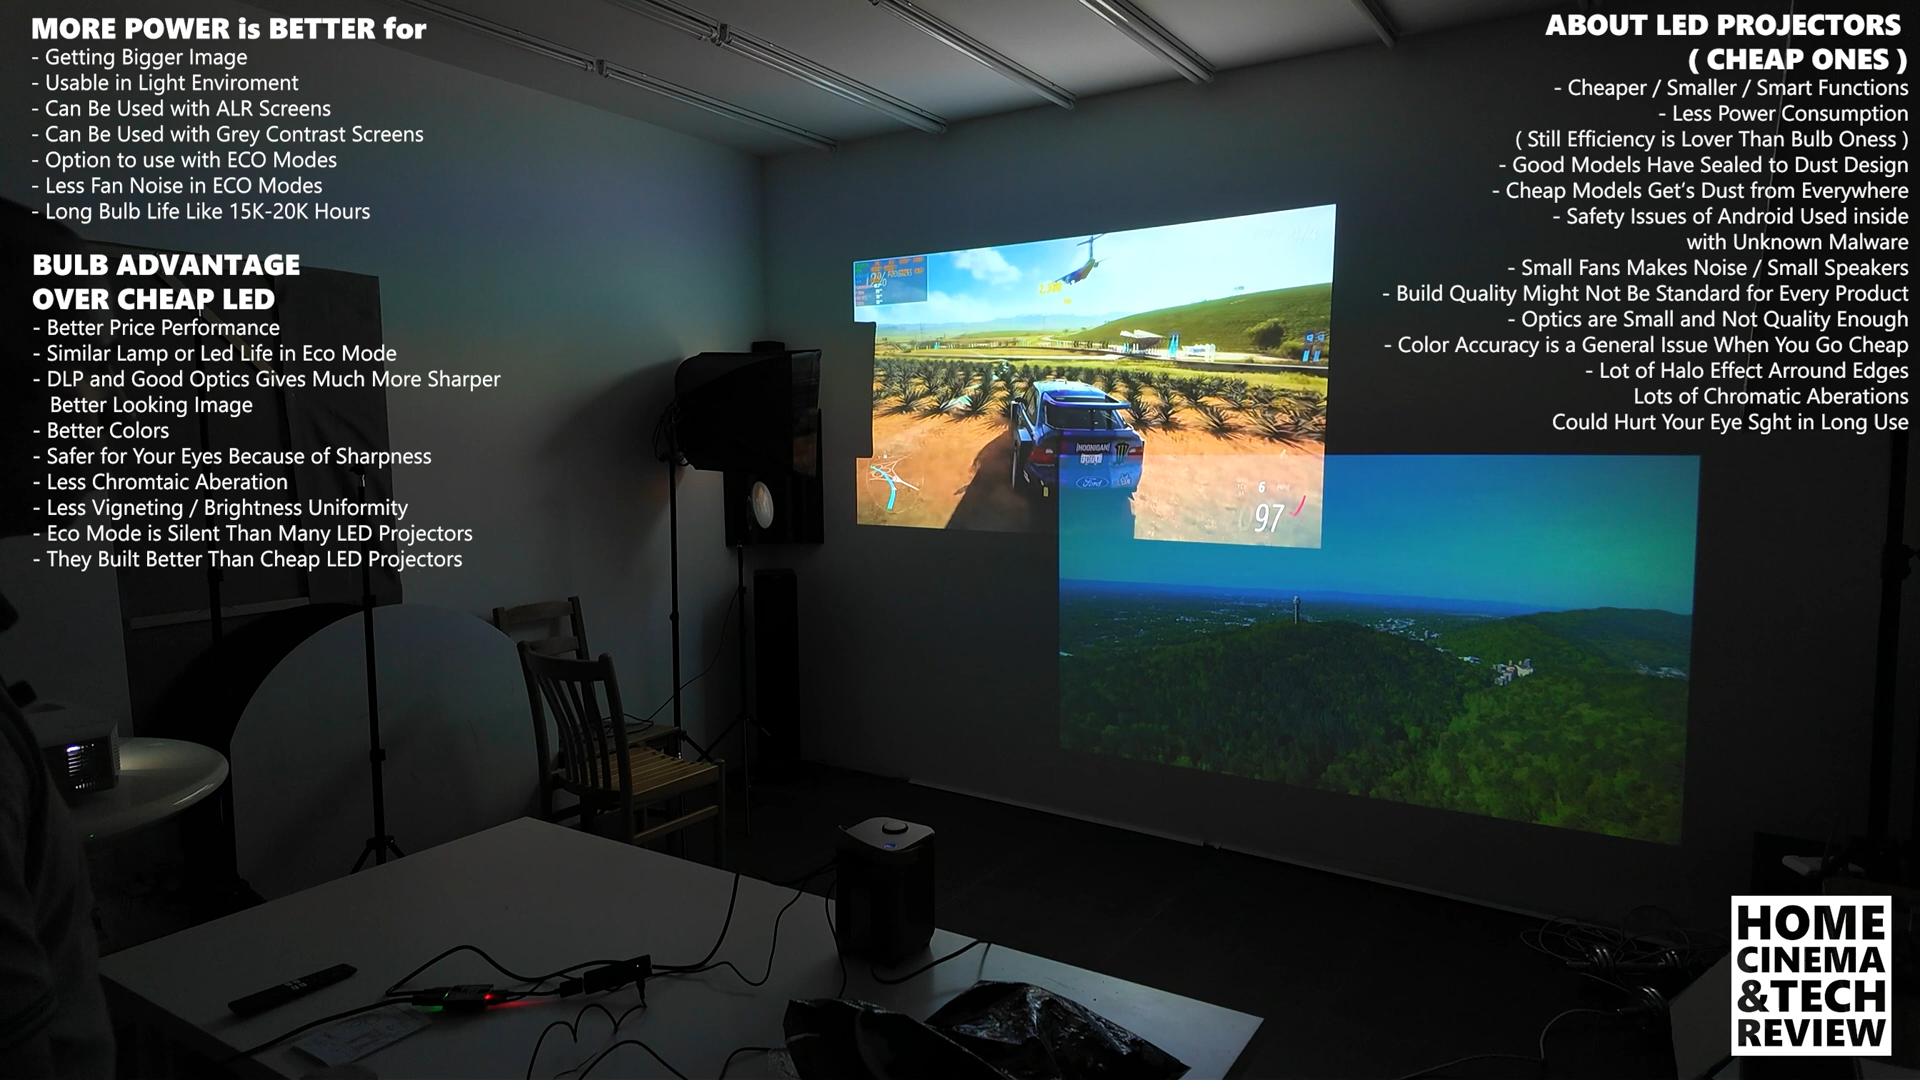 MORE POWER is BETTER for
- Getting Bigger Image
- Usable in Light Enviroment
- Can Be Used with ALR Screens
- Can Be Used with Grey Contrast Screens
- Option to use with ECO Modes
- Less Fan Noise in ECO Modes
- Long Bulb Life Like 15K-20K Hours
BULB ADVANTAGE
OVER CHEAP LED
- Better Price Performance
- Similar Lamp or Led Life in Eco Mode
- DLP and Good Optics Gives Much More Sharper
Better Looking Image
- Better Colors
- Safer for Your Eyes Because of Sharpness
- Less Chromtaic Aberation
- Less Vigneting / Brightness Uniformity
- Eco Mode is Silent Than Many LED Projectors
- They Built Better Than Cheap LED Projectors
ABOUT LED PROJECTORS
( CHEAP ONES )
- Cheaper / Smaller / Smart Functions
- Less Power Consumption
( Still Efficiency is Lover Than Bulb Oness )
- Good Models Have Sealed to Dust Design
- Cheap Models Get's Dust from Everywhere
- Safety Issues of Android Used inside
with Unknown Malware
- Small Fans Makes Noise / Small Speakers
- Build Quality Might Not Be Standard for Every Product
- Optics are Small and Not Quality Enough
- Color Accuracy is a General Issue When You Go Cheap
- Lot of Halo Effect Arround Edges
Lots of Chromatic Aberations
Could Hurt Your Eye Sght in Long Use
HOONIGAN
Ford
6
97
HOME
CINEMA
&TECH
REVIEW